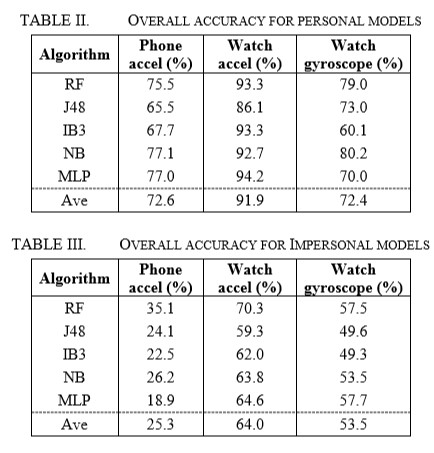 TABLE II. OVERALL ACCURACY FOR PERSONAL MODELS
Algorithm Phone accel (%) Watch accel (%) Watch gyroscope (%)
RF 75.5 93.3 79.0
J48 65.5 86.1 73.0
IB3 67.7 93.3 60.1
NB 77.1 92.7 80.2
MLP 77.0 94.2 70.0
Ave 72.6 91.9 72.4
TABLE III. OVERALL ACCURACY FOR IMPERSONAL MODELS
Algorithm Phone accel (%) Watch accel (%) Watch gyroscope (%)
RF 35.1 70.3 57.5
J48 24.1 59.3 49.6
IB3 22.5 62.0 49.3
NB 26.2 63.8 53.5
MLP 18.9 64.6 57.7
Ave 25.3 64.0 53.5